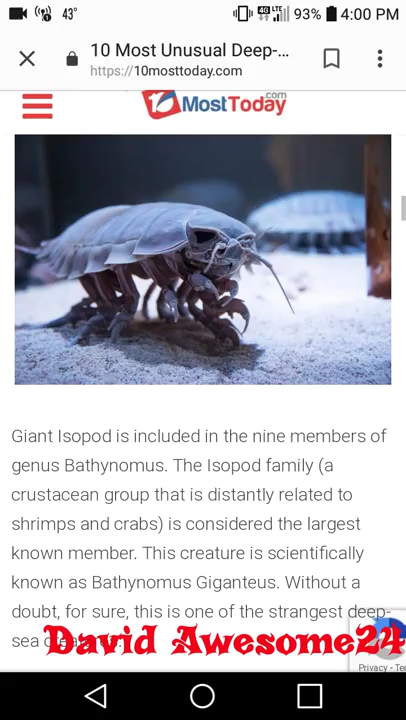 43°
4G LTE 93% 4:00 PM
10 Most Unusual Deep-...
https://10mosttoday.com
10 MostToday .com
Giant Isopod is included in the nine members of
genus Bathynomus. The Isopod family (a
crustacean group that is distantly related to
shrimps and crabs) is considered the largest
known member. This creature is scientifically
known as Bathynomus Giganteus. Without a
doubt, for sure, this is one of the strangest deep-
sea
David Awesome24
Privacy - Ter